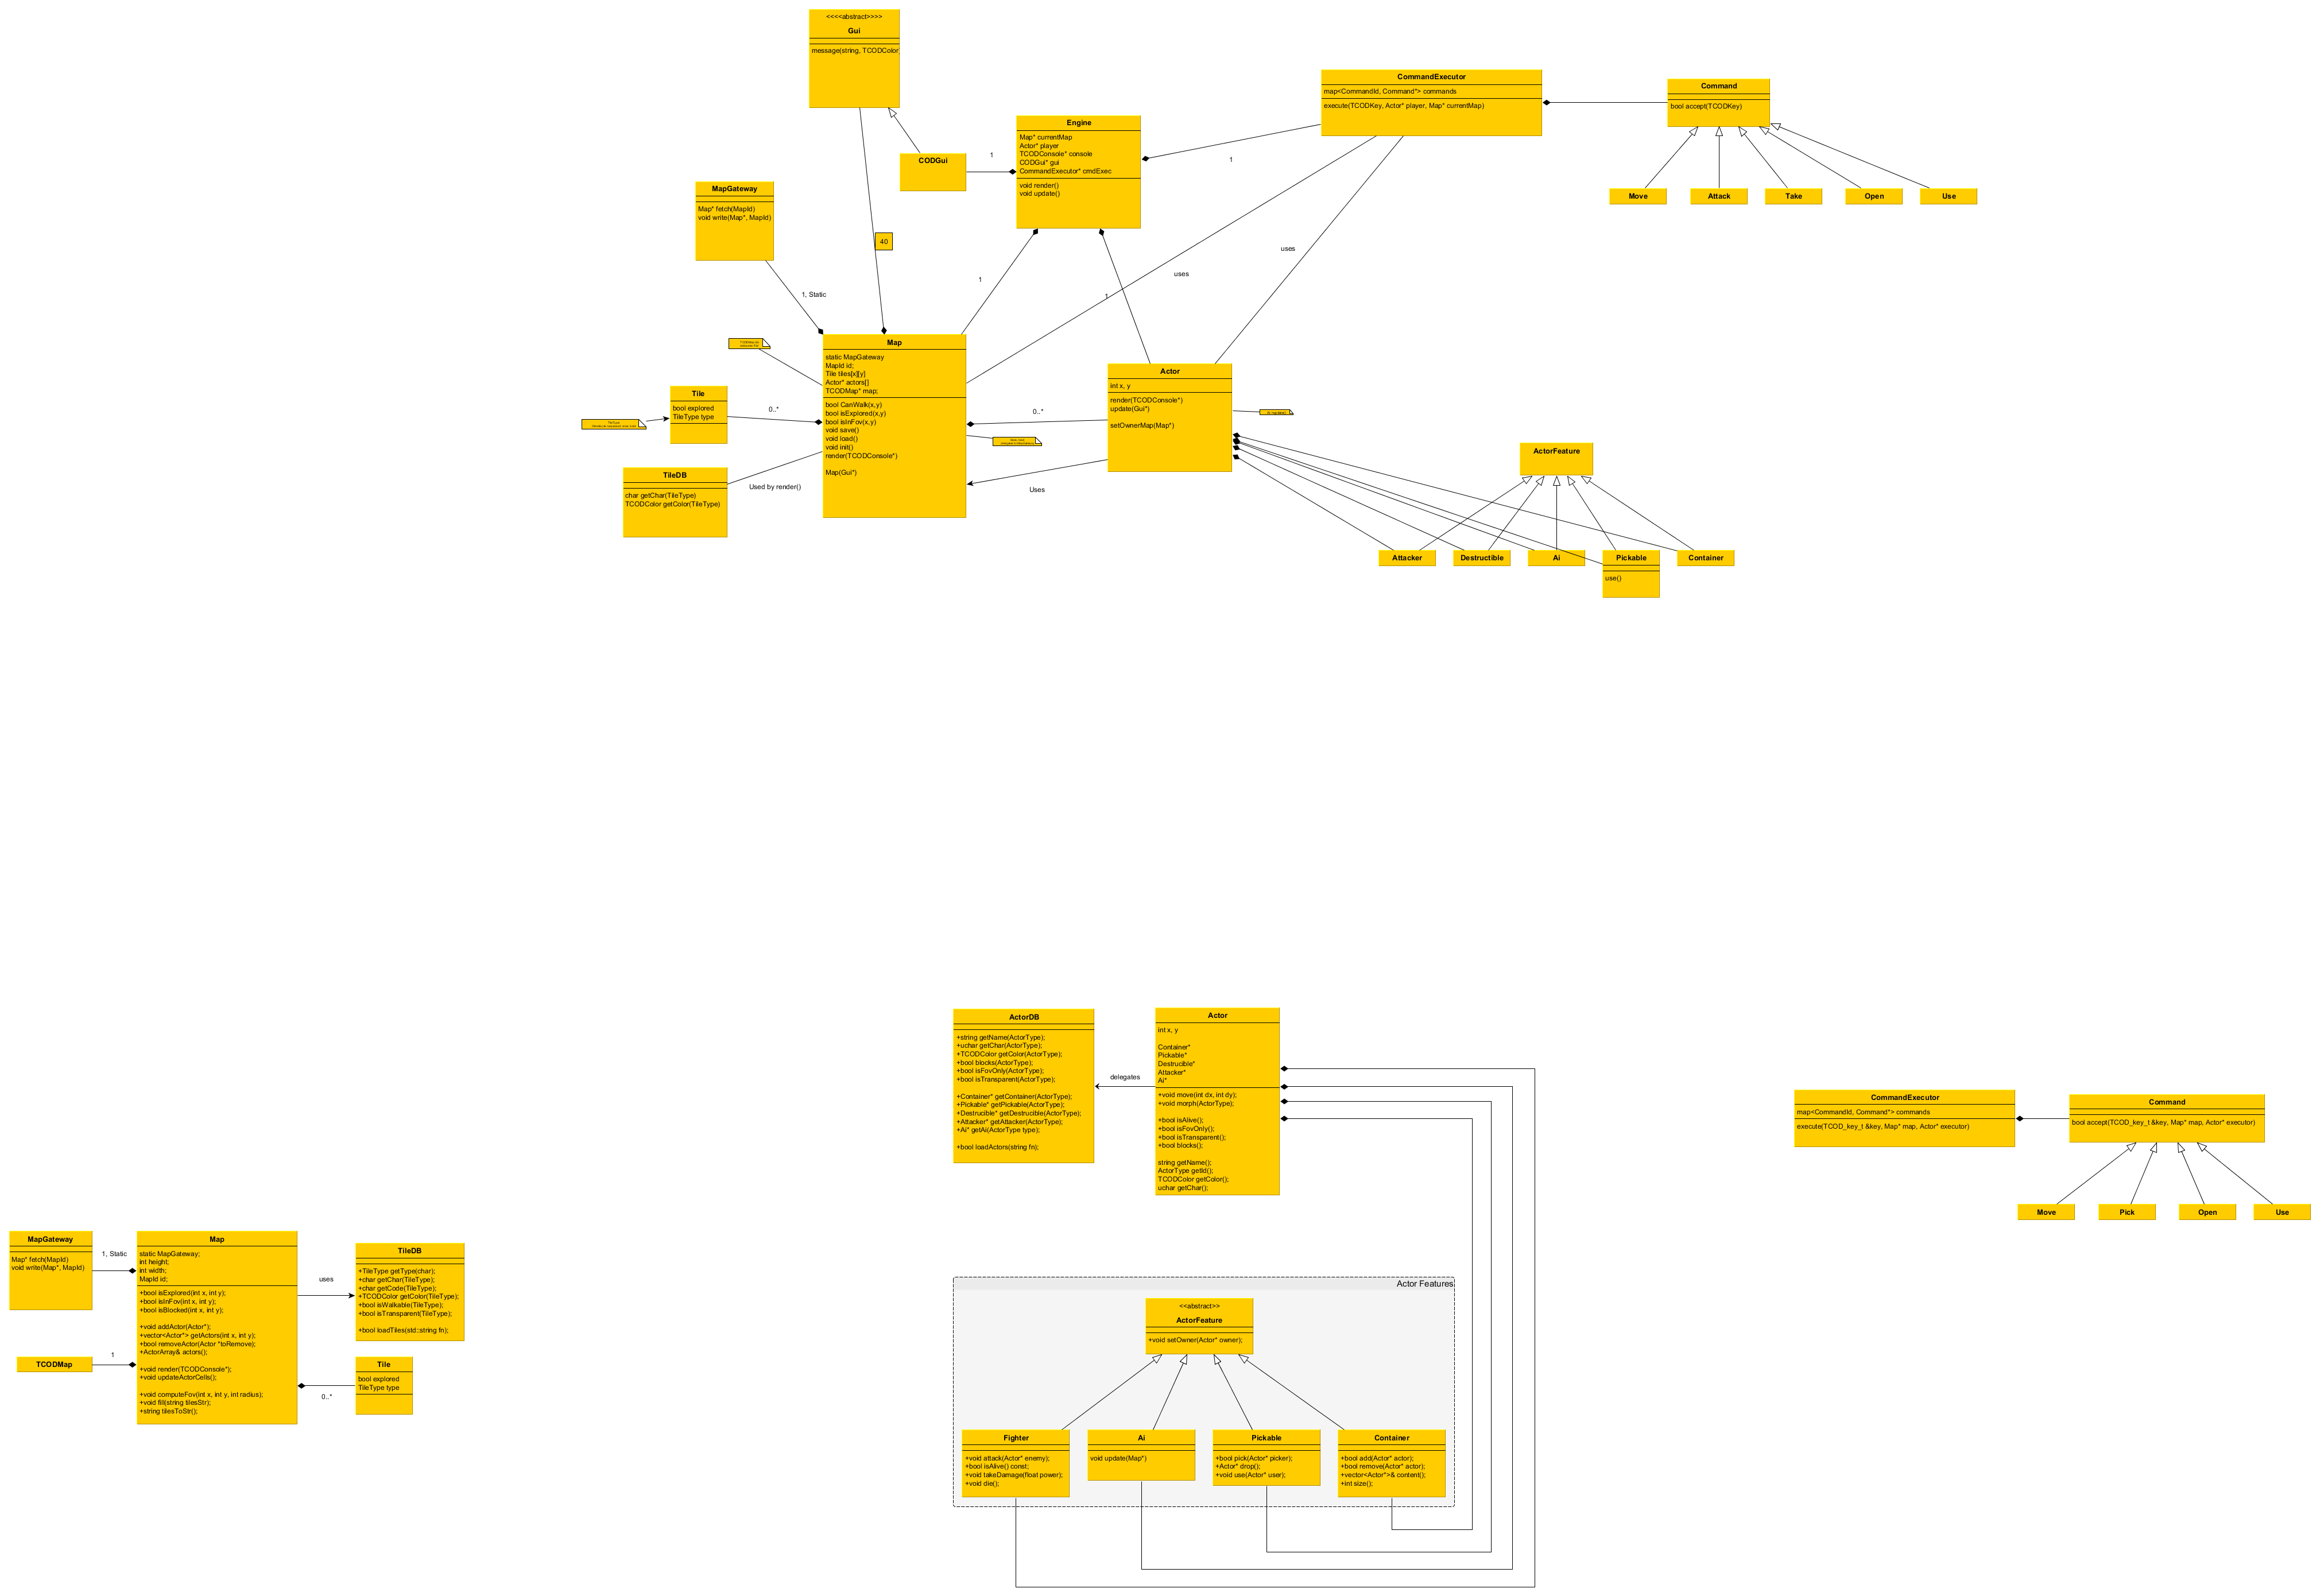 <<<<abstract>>>>
Gui
message(string, TCODColor)
CODGui
1
Engine
Map* currentMap
Actor* player
TCODConsole* console
CODGui* gui
CommandExecutor* cmdExec
void render()
void update()
CommandExecutor
map<CommandId, Command*> commands
execute(TCODKey, Actor* player, Map* currentMap)
1
Command
bool accept(TCODKey)
Move
Attack
Take
Open
Use
MapGateway
Map* fetch(MapId)
void write(Map*, MapId)
40
1, Static
1
1
uses
uses
Map
static MapGateway
MapId id;
Tile tiles[x][y]
Actor* actors[]
TCODMap* map;
bool CanWalk(x,y)
bool isExplored(x,y)
bool isInFov(x,y)
void save()
void load()
void init()
render(TCODConsole*)
Map(Gui*)
Tile
bool explored
TileType type
0..*
TileDB
char getChar(TileType)
TCODColor getColor(TileType)
Used by render()
0..*
Uses
Actor
int x, y
render(TCODConsole*)
update(Gui*)
setOwnerMap(Map*)
ActorFeature
Attacker
Destructible
Ai
Pickable
use()
Container
ActorDB
+string getName(ActorType);
+uchar getChar(ActorType);
+TCODColor getColor(ActorType);
+bool blocks(ActorType);
+bool isFovOnly(ActorType);
+bool isTransparent(ActorType);
+Container* getContainer(ActorType);
+Pickable* getPickable(ActorType);
+Destrucible* getDestrucible(ActorType);
+Attacker* getAttacker(ActorType);
+Ai* getAi(ActorType type);
+bool loadActors(string fn);
delegates
Actor
int x, y
Container*
Pickable*
Destrucible*
Attacker*
Ai*
+void move(int dx, int dy);
+void morph(ActorType);
+bool isAlive();
+bool isFovOnly();
+bool isTransparent();
+bool blocks();
string getName();
ActorType getId();
TCODColor getColor();
uchar getChar();
CommandExecutor
map<CommandId, Command*> commands
execute(TCOD_key_t &key, Map* map, Actor* executor)
Command
bool accept(TCOD_key_t &key, Map* map, Actor* executor)
Move
Pick
Open
Use
MapGateway
Map* fetch(MapId)
void write(Map*, MapId)
1, Static
TCODMap
1
Map
static MapGateway;
int height;
int width;
MapId id;
+bool isExplored(int x, int y);
+bool isInFov(int x, int y);
+bool isBlocked(int x, int y);
+void addActor(Actor*);
+vector<Actor*> getActors(int x, int y);
+bool removeActor(Actor *toRemove);
+ActorArray& actors();
+void render(TCODConsole*);
+void updateActorCells();
+void computeFov(int x, int y, int radius);
+void fill(string tilesStr);
+string tilesToStr();
uses
TileDB
+TileType getType(char);
+char getChar(TileType);
+char getCode(TileType);
+TCODColor getColor(TileType);
+bool isWalkable(TileType);
+bool isTransparent(TileType);
+bool loadTiles(std::string fn);
Tile
bool explored
TileType type
0..*
Actor Features
<<abstract>>
ActorFeature
+void setOwner(Actor* owner);
Fighter
+void attack(Actor* enemy);
+bool isAlive() const;
+void takeDamage(float power);
+void die();
Ai
void update(Map*)
Pickable
+bool pick(Actor* picker);
+Actor* drop();
+void use(Actor* user);
Container
+bool add(Actor* actor);
+bool remove(Actor* actor);
+vector<Actor*>& content();
+int size();